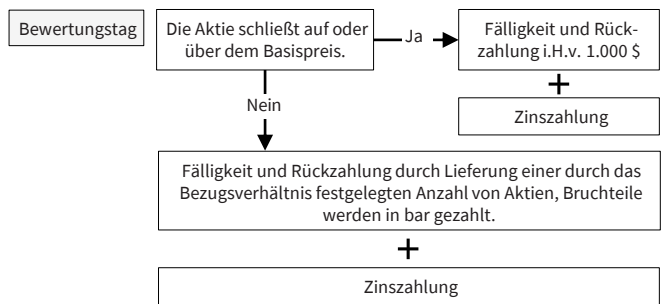 Bewertungstag
Die Aktie schließt auf oder
über dem Basispreis.
Ja
Fälligkeit und Rück-
zahlung i.H.v. 1.000 $
+
Zinszahlung
Nein
Fälligkeit und Rückzahlung durch Lieferung einer durch das
Bezugsverhältnis festgelegten Anzahl von Aktien, Bruchteile
werden in bar gezahlt.
+
Zinszahlung